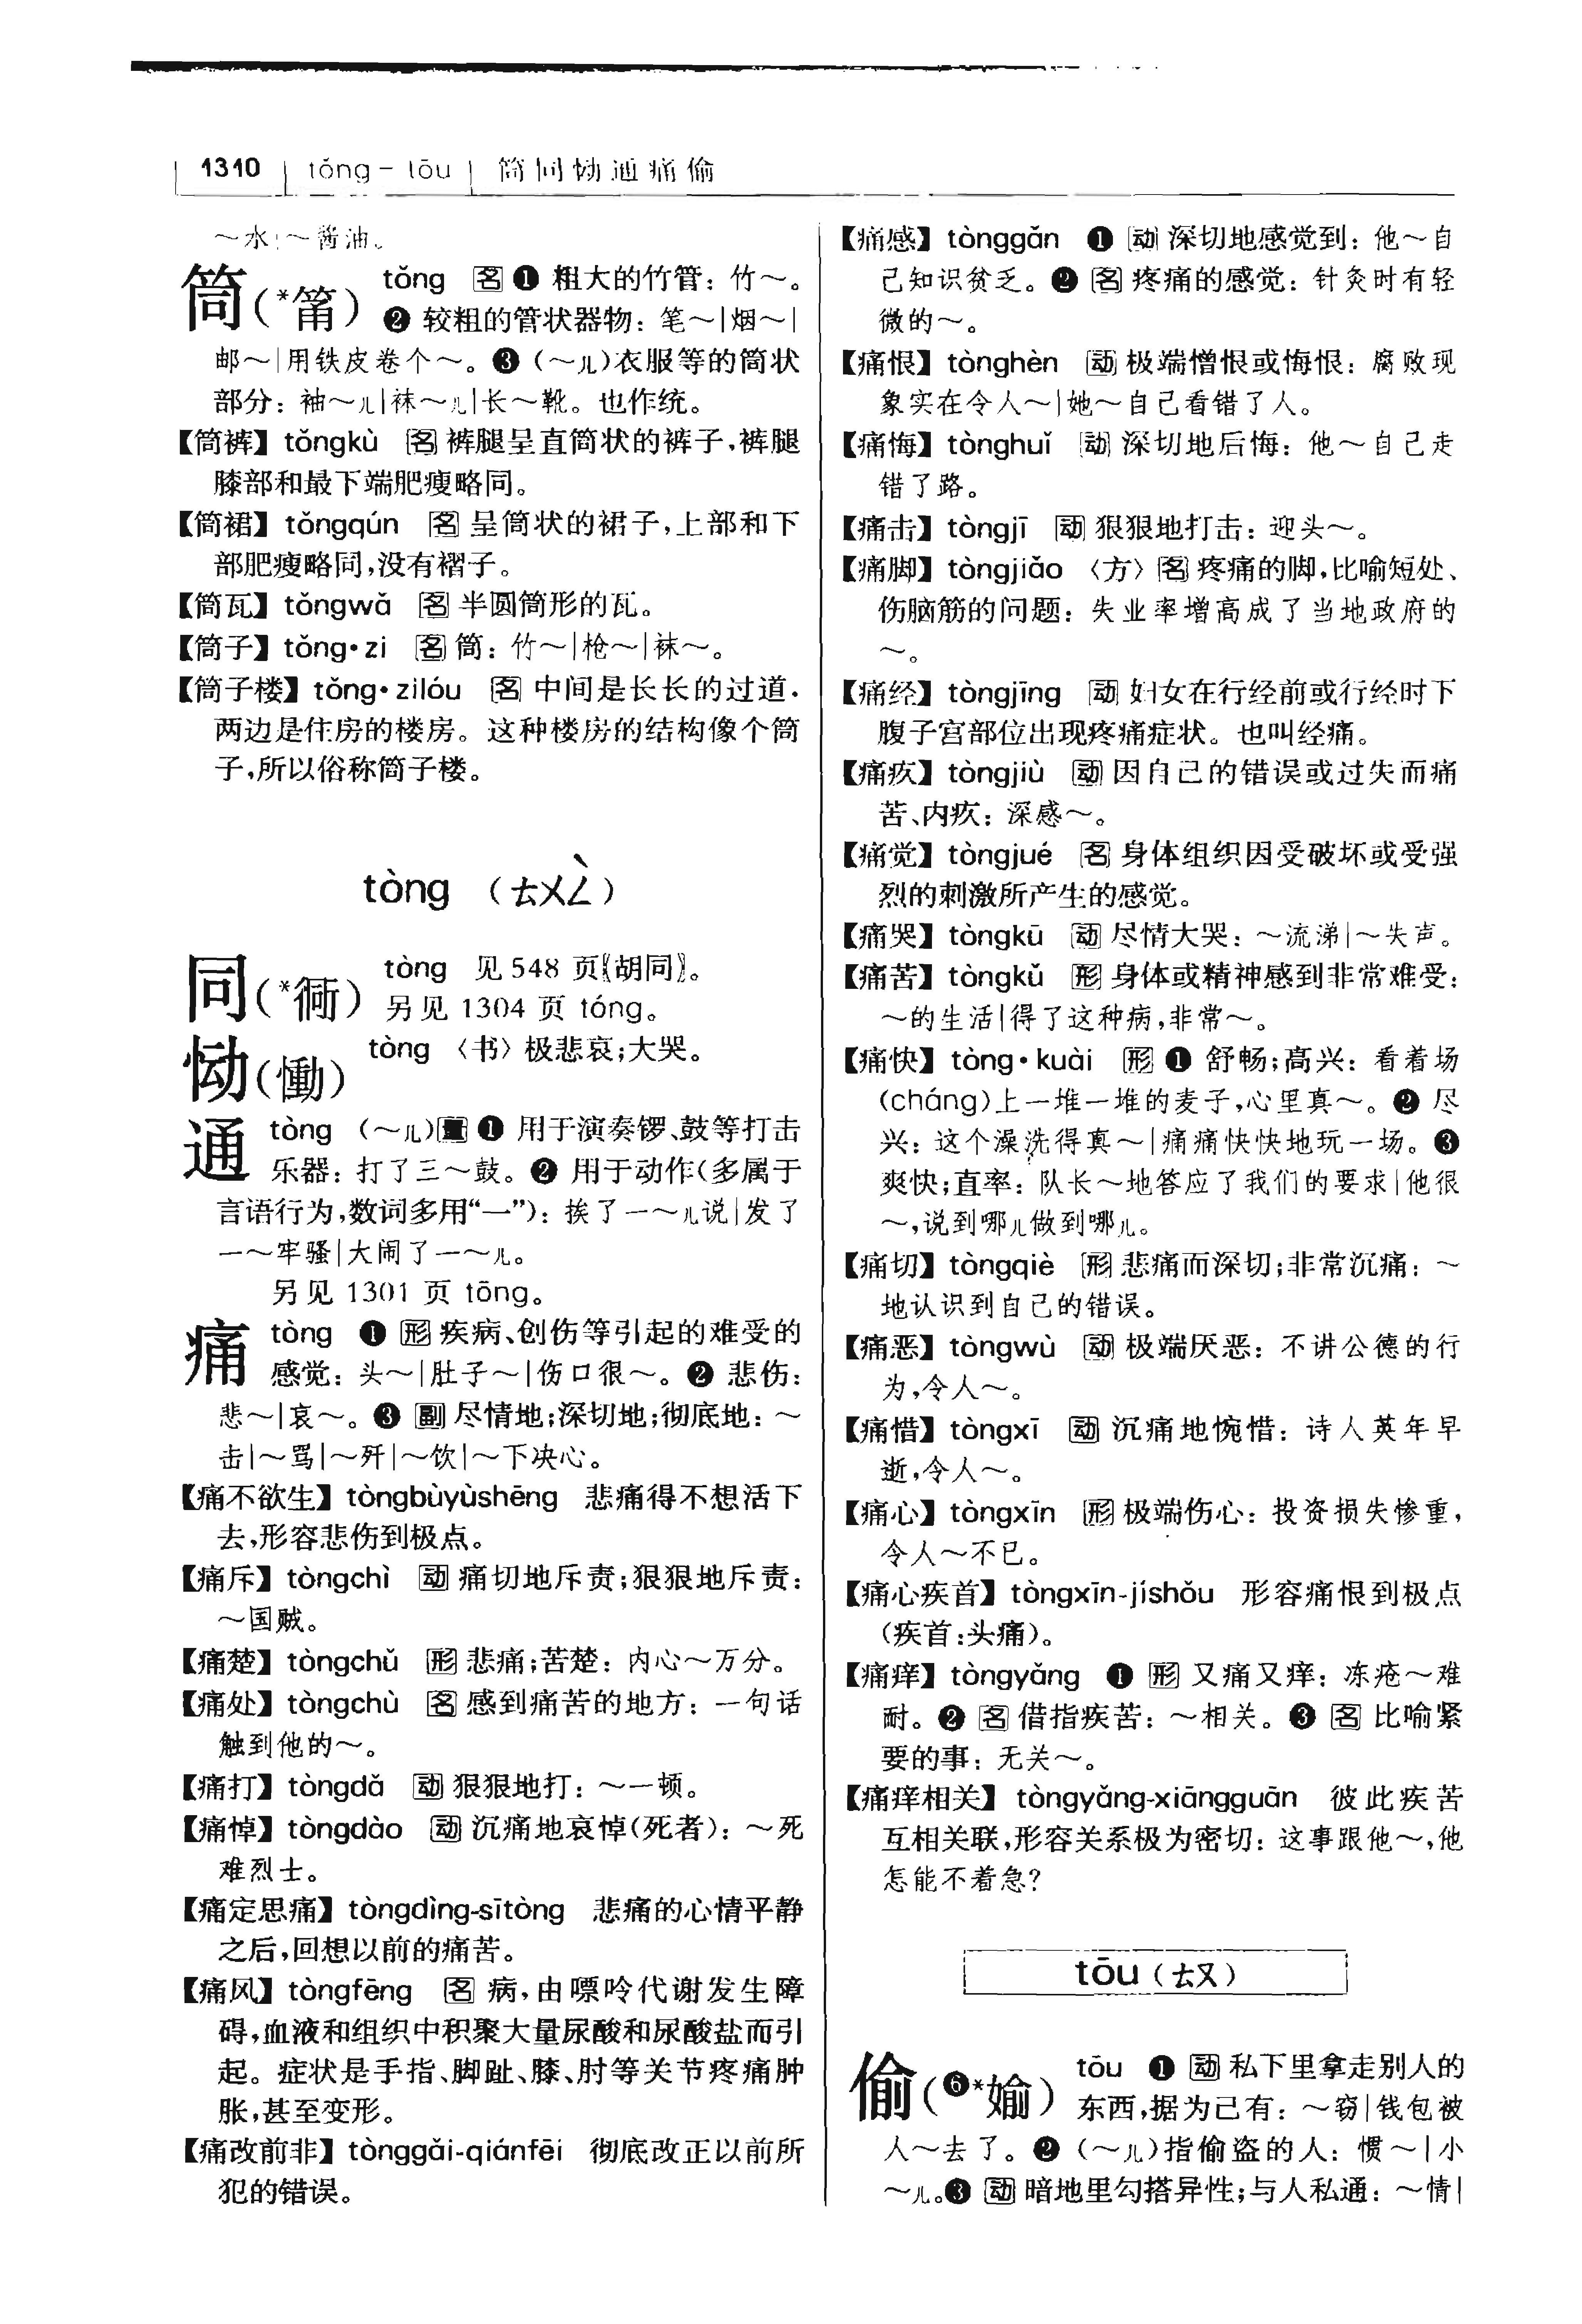 1310 tǒng – tōu 筒同恸通痛偷
～水|～酱油。
筒(*筩) tǒng 名 ❶ 粗大的竹管：竹～。
❷ 较粗的管状器物：笔～|烟～|
邮～|用铁皮卷个～。❸（～儿）衣服等的筒状
部分：袖～儿|袜～儿|长～靴。也作统。
【筒裤】tǒngkù 名 裤腿呈直筒状的裤子，裤腿
膝部和最下端肥瘦略同。
【筒裙】tǒngqún 名 呈筒状的裙子，上部和下
部肥瘦略同，没有褶子。
【筒瓦】tǒngwǎ 名 半圆筒形的瓦。
【筒子】tǒng·zi 名 筒：竹～|枪～|袜～。
【筒子楼】tǒng·zilóu 名 中间是长长的过道，
两边是住房的楼房。这种楼房的结构像个筒
子，所以俗称筒子楼。
tòng （ㄊㄨㄥˋ）
同(*衕) tòng 见 548 页〖胡同〗。
另见 1304 页 tóng。
恸(慟) tòng 〈书〉极悲哀；大哭。
通 tòng （～儿）量 ❶ 用于演奏锣、鼓等打击
乐器：打了三～鼓。❷ 用于动作（多属于
言语行为，数词多用“一”）：挨了一～儿说|发了
一～牢骚|大闹了一～儿。
另见 1301 页 tōng。
痛 tòng ❶ 形 疾病、创伤等引起的难受的
感觉：头～|肚子～|伤口很～。❷ 悲伤：
悲～|哀～。❸ 副 尽情地；深切地；彻底地：～
击|～骂|～歼|～饮|～下决心。
【痛不欲生】tòngbùyùshēng 悲痛得不想活下
去，形容悲伤到极点。
【痛斥】tòngchì 动 痛切地斥责；狠狠地斥责：
～国贼。
【痛楚】tòngchǔ 形 悲痛；苦楚：内心～万分。
【痛处】tòngchù 名 感到痛苦的地方：一句话
触到他的～。
【痛打】tòngdǎ 动 狠狠地打：～一顿。
【痛悼】tòngdào 动 沉痛地哀悼（死者）：～死
难烈士。
【痛定思痛】tòngdìng-sītòng 悲痛的心情平静
之后，回想以前的痛苦。
【痛风】tòngfēng 名 病，由嘌呤代谢发生障
碍，血液和组织中积聚大量尿酸和尿酸盐而引
起。症状是手指、脚趾、膝、肘等关节疼痛肿
胀，甚至变形。
【痛改前非】tònggǎi-qiánfēi 彻底改正以前所
犯的错误。
【痛感】tònggǎn ❶ 动 深切地感觉到：他～自
己知识贫乏。❷ 名 疼痛的感觉：针灸时有轻
微的～。
【痛恨】tònghèn 动 极端憎恨或悔恨：腐败现
象实在令人～|她～自己看错了人。
【痛悔】tònghuǐ 动 深切地后悔：他～自己走
错了路。
【痛击】tòngjī 动 狠狠地打击：迎头～。
【痛脚】tòngjiǎo 〈方〉名 疼痛的脚，比喻短处、
伤脑筋的问题：失业率增高成了当地政府的
～。
【痛经】tòngjīng 动 妇女在行经前或行经时下
腹子宫部位出现疼痛症状。也叫经痛。
【痛疚】tòngjiù 动 因自己的错误或过失而痛
苦、内疚：深感～。
【痛觉】tòngjué 名 身体组织因受破坏或受强
烈的刺激所产生的感觉。
【痛哭】tòngkū 动 尽情大哭：～流涕|～失声。
【痛苦】tòngkǔ 形 身体或精神感到非常难受：
～的生活|得了这种病，非常～。
【痛快】tòng·kuài 形 ❶ 舒畅；高兴：看着场
(cháng)上一堆一堆的麦子，心里真～。❷ 尽
兴：这个澡洗得真～|痛痛快快地玩一场。❸
爽快；直率：队长～地答应了我们的要求|他很
～，说到哪儿做到哪儿。
【痛切】tòngqiè 形 悲痛而深切；非常沉痛：～
地认识到自己的错误。
【痛恶】tòngwù 动 极端厌恶：不讲公德的行
为，令人～。
【痛惜】tòngxī 动 沉痛地惋惜：诗人英年早
逝，令人～。
【痛心】tòngxīn 形 极端伤心：投资损失惨重，
令人～不已。
【痛心疾首】tòngxīn-jíshǒu 形容痛恨到极点
（疾首：头痛）。
【痛痒】tòngyǎng ❶ 形 又痛又痒：冻疮～难
耐。❷ 名 借指疾苦：～相关。❸ 名 比喻紧
要的事：无关～。
【痛痒相关】tòngyǎng-xiāngguān 彼此疾苦
互相关联，形容关系极为密切：这事跟他～，他
怎能不着急？
tōu（ㄊㄡ）
偷(❻*媮) tōu ❶ 动 私下里拿走别人的
东西，据为己有：～窃|钱包被
人～去了。❷（～儿）指偷盗的人：惯～|小
～儿。❸ 动 暗地里勾搭异性；与人私通：～情|